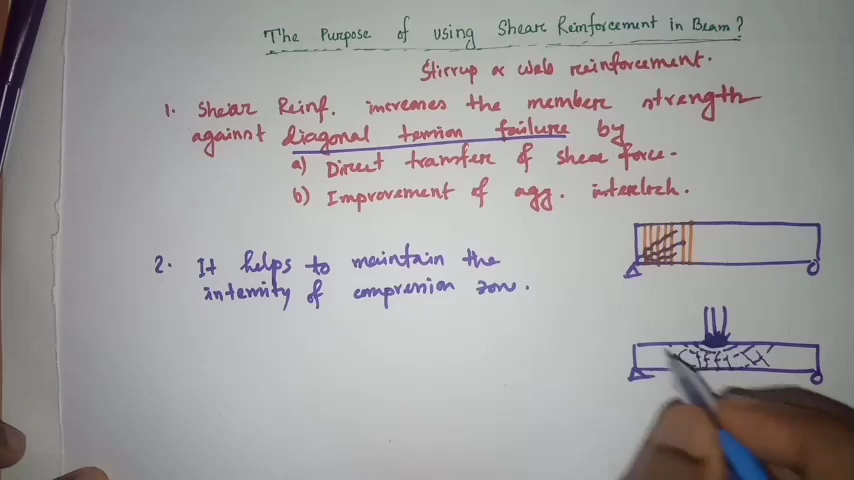 The Purpose of using Shear Reinforcement in Beam?
Stirrup or Web reinforcement.
1. Shear Reinf. increases the member strength
against diagonal tension failure by
a) Direct transfer of shear force.
b) Improvement of agg. interlock.
2. It helps to maintain the
intensity of compression zone.